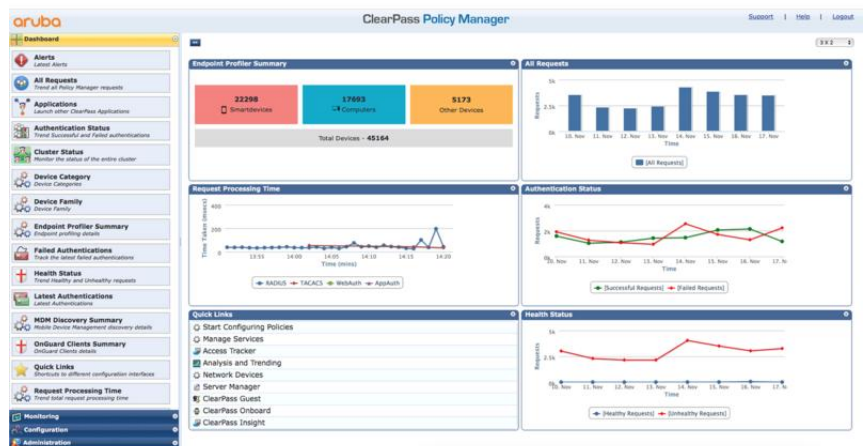 aruba
ClearPass Policy Manager
Support | Help | Logout
Dashboard
Alerts
Latest Alerts
All Requests
Trend all Policy Manager requests
Applications
Launch other ClearPass Applications
Authentication Status
Trend Successful and Failed authentications
Cluster Status
Monitor the status of the entire cluster
Device Category
Device Categories
Device Family
Device Family
Endpoint Profiler Summary
Endpoint profiling details
Failed Authentications
Track the latest failed authentications
Health Status
Trend Healthy and Unhealthy requests
Latest Authentications
Latest Authentications
MDM Discovery Summary
Mobile Device Management discovery details
OnGuard Clients Summary
OnGuard Clients details
Quick Links
Shortcuts to different configuration interfaces
Request Processing Time
Trend total request processing time
Monitoring
Configuration
Administration
3 X 2
Endpoint Profiler Summary
22298
Smartdevices
17693
Computers
5173
Other Devices
Total Devices - 45164
All Requests
Requests
5k
2.5k
0k
10. Nov 11. Nov 12. Nov 13. Nov 14. Nov 15. Nov 16. Nov 17. Nov
Time
[All Requests]
Request Processing Time
Time Taken (msecs)
400
200
0
13:55 14:00 14:05 14:10 14:15 14:20
Time (mins)
RADIUS TACACS WebAuth AppAuth
Authentication Status
Requests
4k
2k
0k
10. Nov 11. Nov 12. Nov 13. Nov 14. Nov 15. Nov 16. Nov 17. N
Time
[Successful Requests] [Failed Requests]
Quick Links
Start Configuring Policies
Manage Services
Access Tracker
Analysis and Trending
Network Devices
Server Manager
ClearPass Guest
ClearPass Onboard
ClearPass Insight
Health Status
Requests
5k
2.5k
0k
10. Nov 11. Nov 12. Nov 13. Nov 14. Nov 15. Nov 16. Nov 17. N
Time
[Healthy Requests] [Unhealthy Requests]